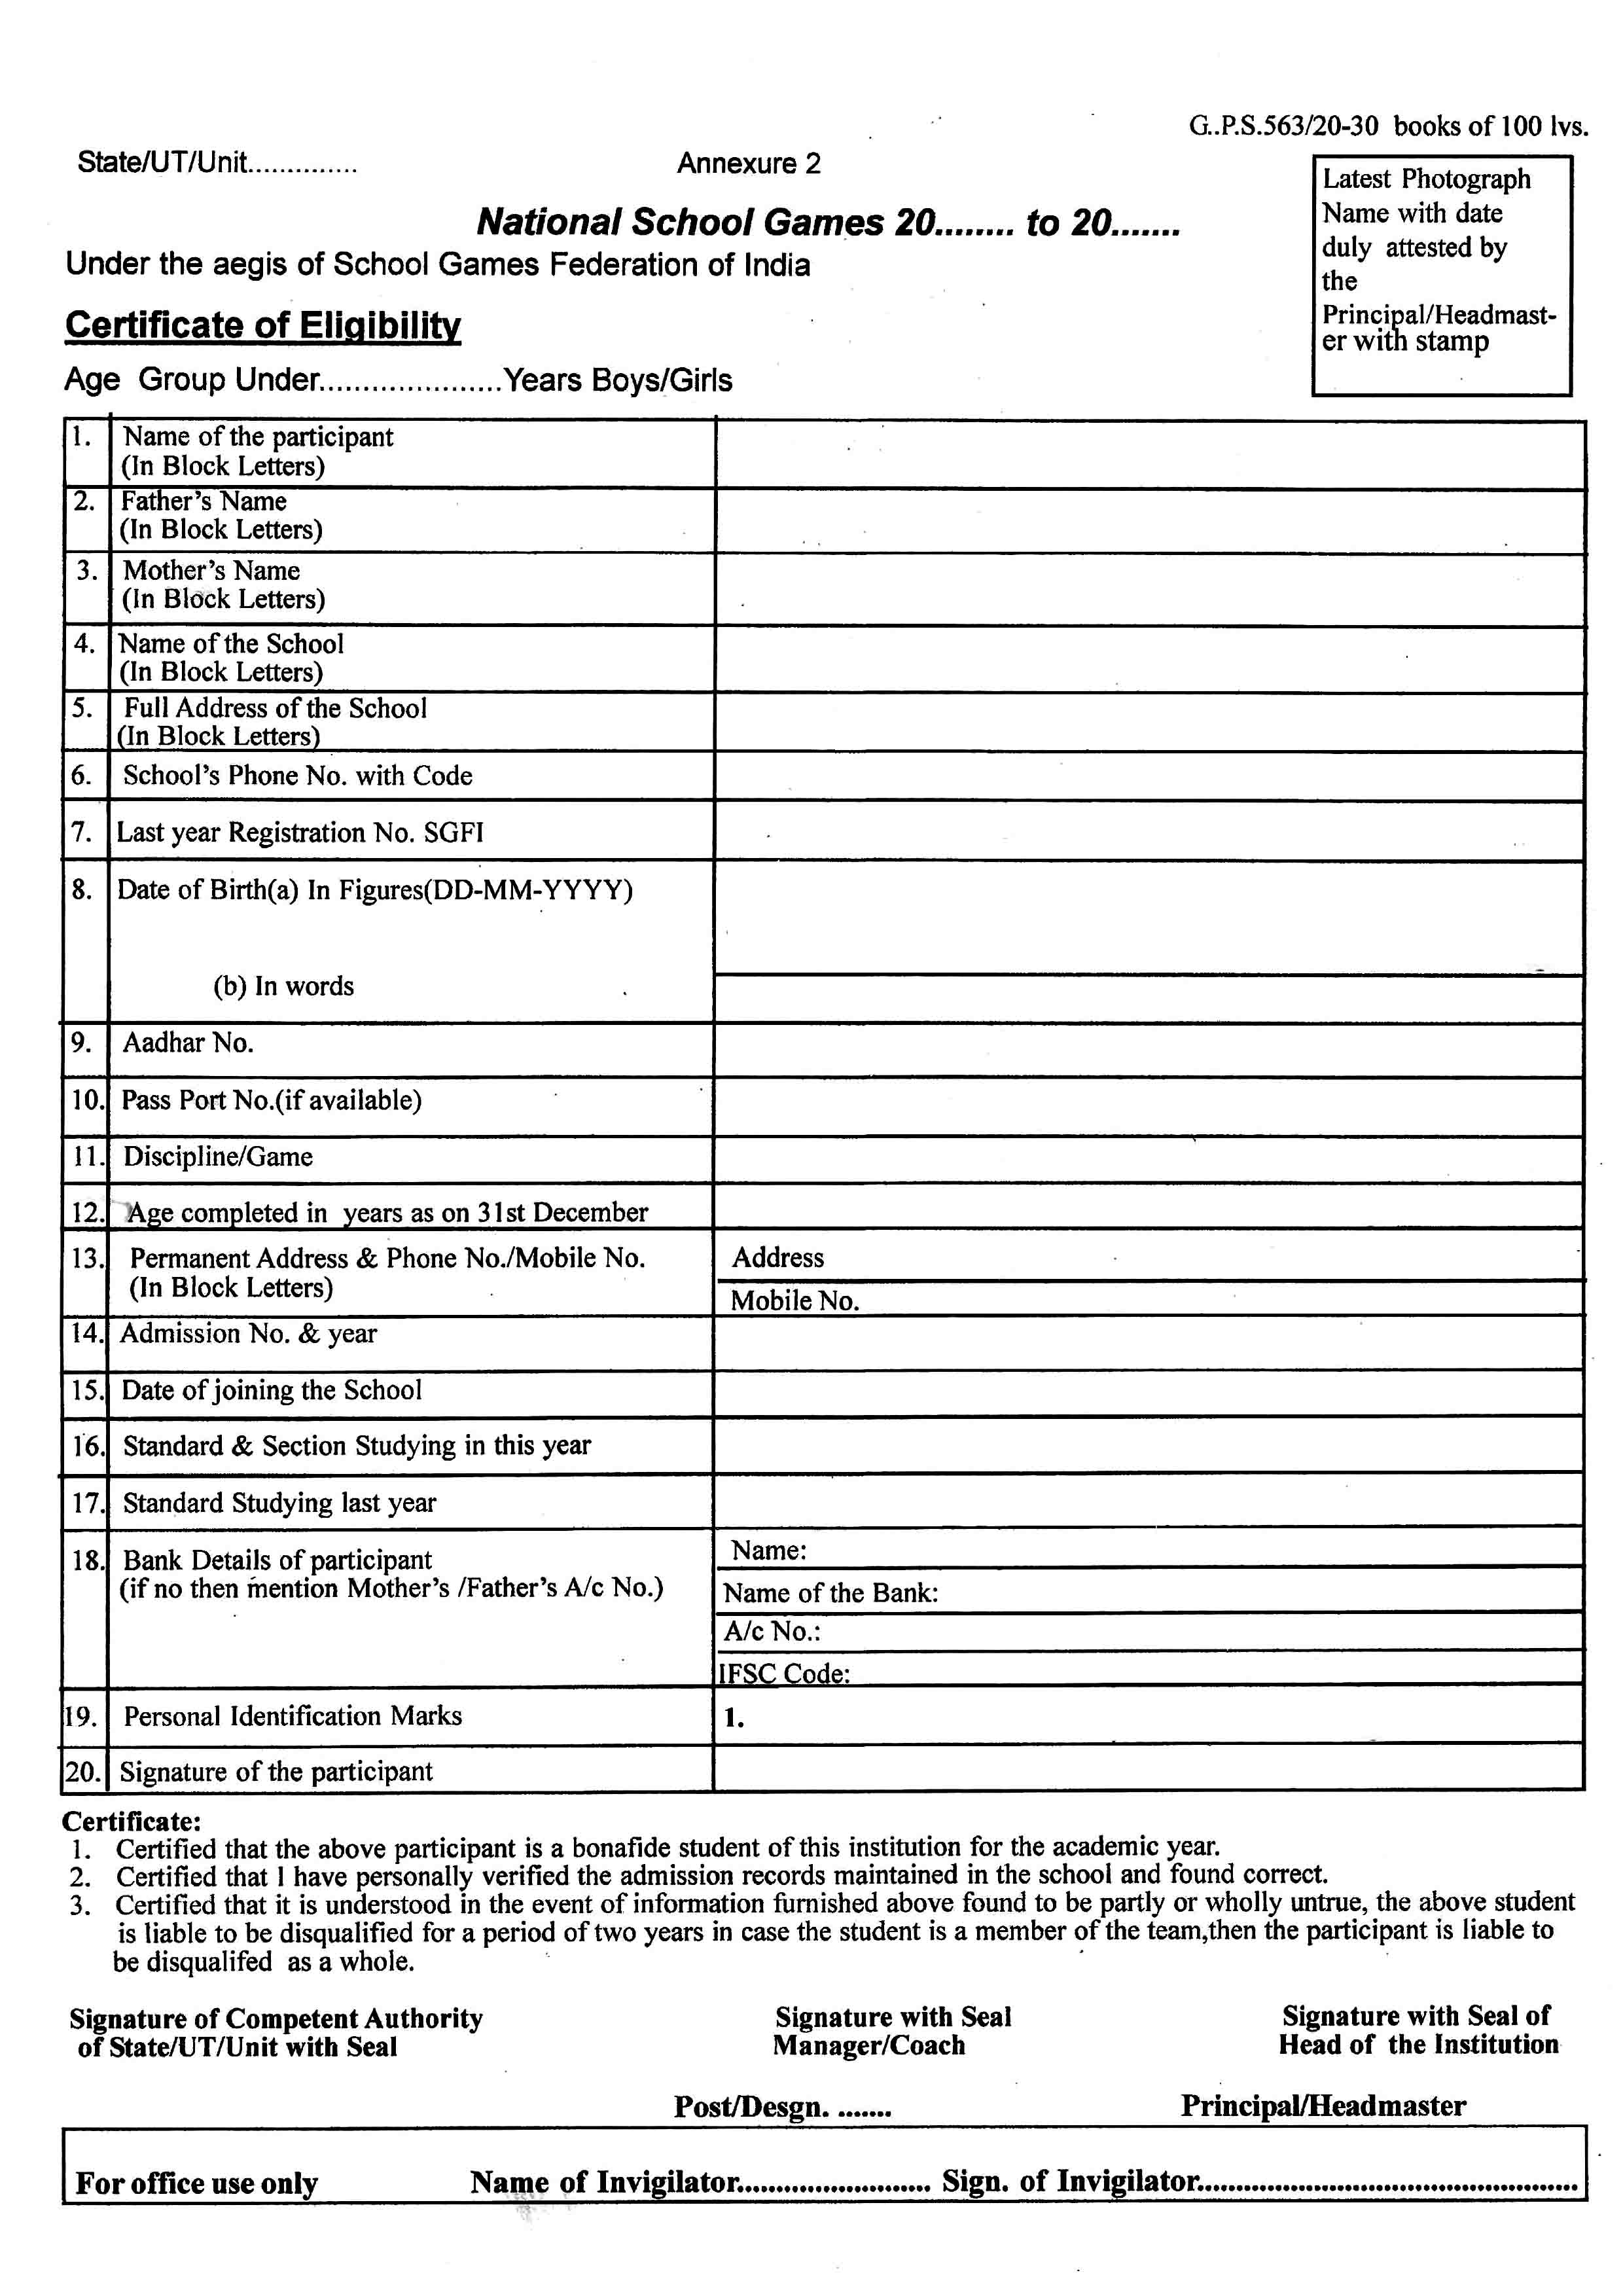 G..P.S.563/20-30 books of 100 lvs.
State/UT/Unit..............
Annexure 2
Latest Photograph
Name with date
duly attested by
the
Principal/Headmast-
er with stamp
National School Games 20........ to 20.......
Under the aegis of School Games Federation of India
Certificate of Eligibility
Age Group Under.....................Years Boys/Girls
1. Name of the participant
(In Block Letters)
2. Father's Name
(In Block Letters)
3. Mother's Name
(In Block Letters)
4. Name of the School
(In Block Letters)
5. Full Address of the School
(In Block Letters)
6. School's Phone No. with Code
7. Last year Registration No. SGFI
8. Date of Birth(a) In Figures(DD-MM-YYYY)
(b) In words
9. Aadhar No.
10. Pass Port No.(if available)
11. Discipline/Game
12. Age completed in years as on 31st December
13. Permanent Address & Phone No./Mobile No.
(In Block Letters)
Address
Mobile No.
14. Admission No. & year
15. Date of joining the School
16. Standard & Section Studying in this year
17. Standard Studying last year
18. Bank Details of participant
(if no then mention Mother's /Father's A/c No.)
Name:
Name of the Bank:
A/c No.:
IFSC Code:
19. Personal Identification Marks 1.
20. Signature of the participant
Certificate:
1. Certified that the above participant is a bonafide student of this institution for the academic year.
2. Certified that I have personally verified the admission records maintained in the school and found correct.
3. Certified that it is understood in the event of information furnished above found to be partly or wholly untrue, the above student
is liable to be disqualified for a period of two years in case the student is a member of the team,then the participant is liable to
be disqualifed as a whole.
Signature of Competent Authority
of State/UT/Unit with Seal
Signature with Seal
Manager/Coach
Signature with Seal of
Head of the Institution
Post/Desgn. .......
Principal/Headmaster
For office use only Name of Invigilator......................... Sign. of Invigilator.................................................